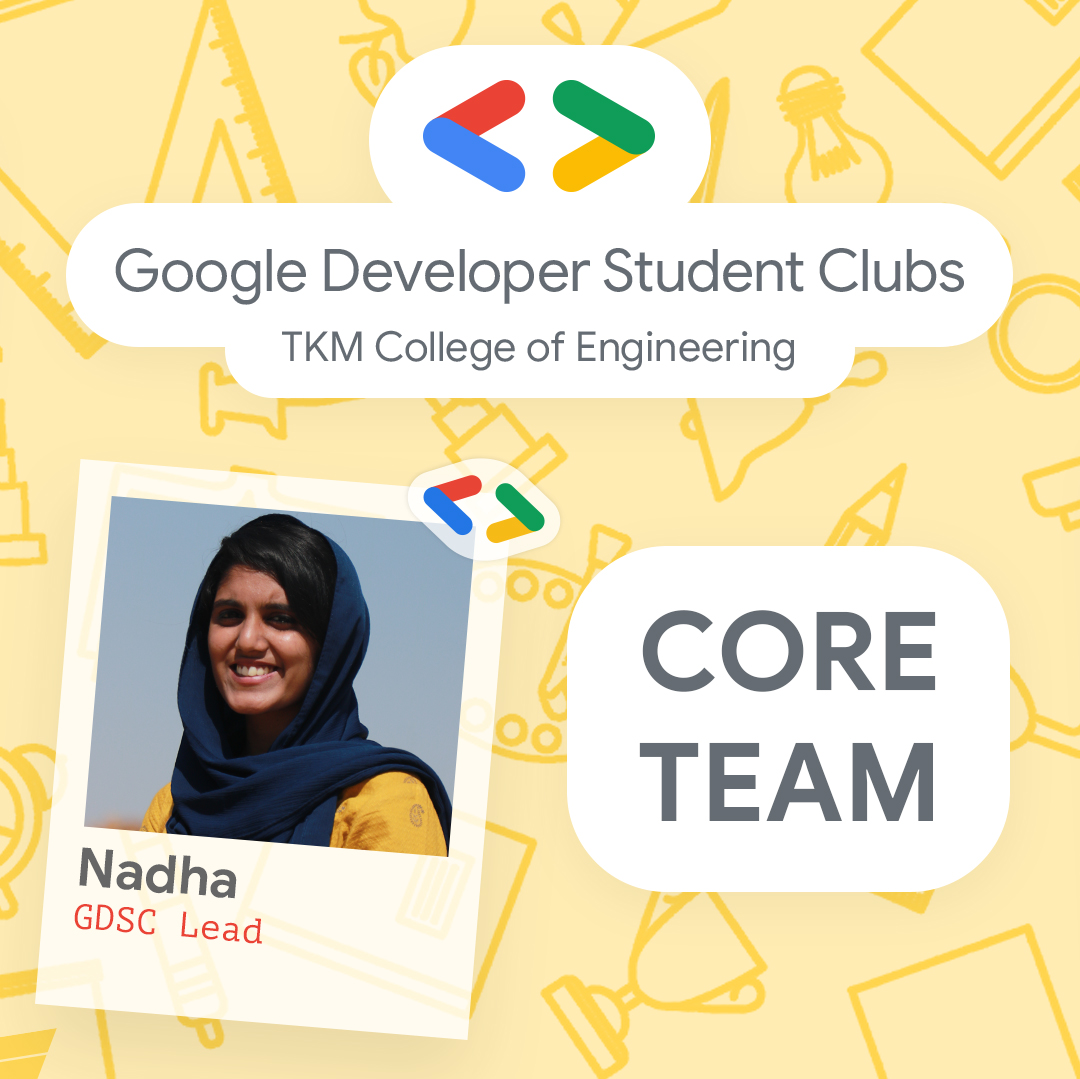 Google Developer Student Clubs
TKM College of Engineering
Nadha
GDSC Lead
CORE
TEAM